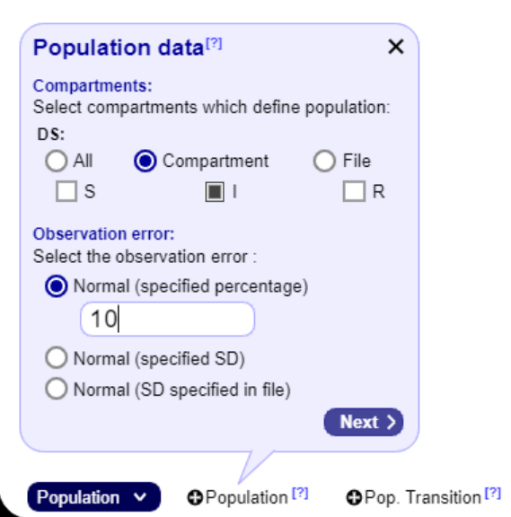 Population data[?]
Compartments:
Select compartments which define population:
DS:
All Compartment File
S I R
Observation error:
Select the observation error :
Normal (specified percentage)
10
Normal (specified SD)
Normal (SD specified in file)
Next
Population Population [?] Pop. Transition [?]